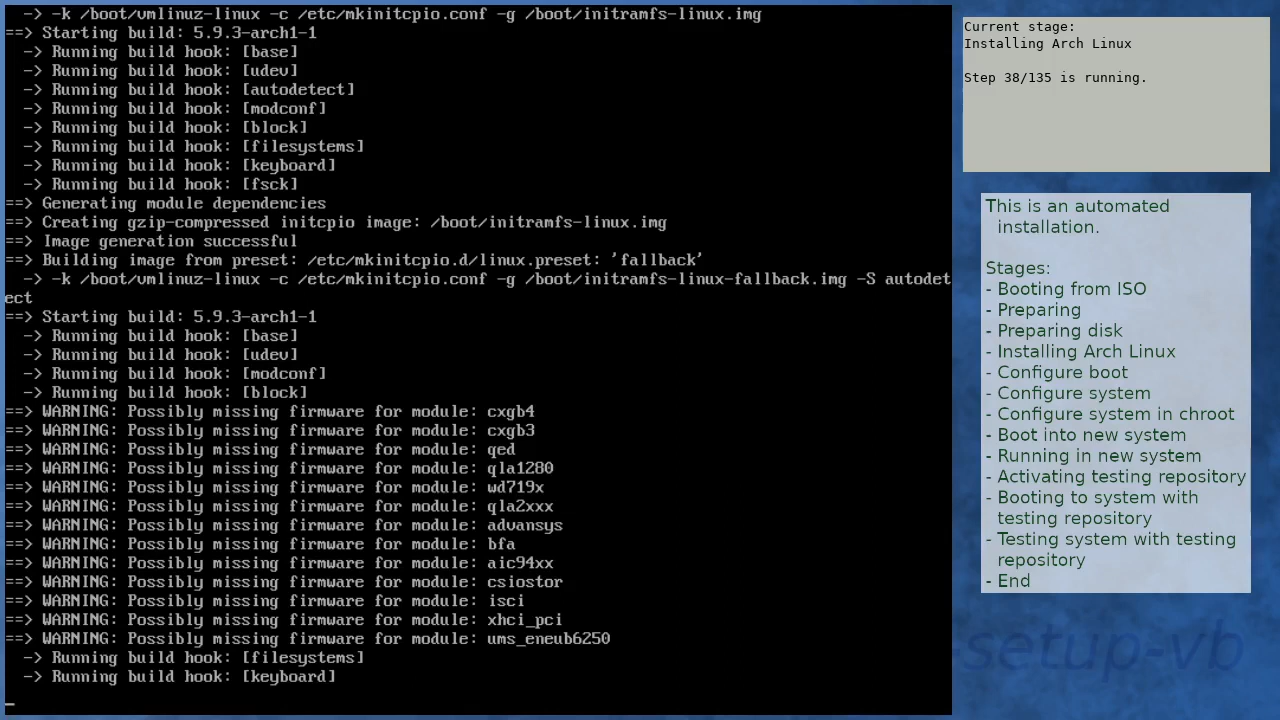 -> -k /boot/vmlinuz-linux -c /etc/mkinitcpio.conf -g /boot/initramfs-linux.img
==> Starting build: 5.9.3-arch1-1
  -> Running build hook: [base]
  -> Running build hook: [udev]
  -> Running build hook: [autodetect]
  -> Running build hook: [modconf]
  -> Running build hook: [block]
  -> Running build hook: [filesystems]
  -> Running build hook: [keyboard]
  -> Running build hook: [fsck]
==> Generating module dependencies
==> Creating gzip-compressed initcpio image: /boot/initramfs-linux.img
==> Image generation successful
==> Building image from preset: /etc/mkinitcpio.d/linux.preset: 'fallback'
  -> -k /boot/vmlinuz-linux -c /etc/mkinitcpio.conf -g /boot/initramfs-linux-fallback.img -S autodet
ect
==> Starting build: 5.9.3-arch1-1
  -> Running build hook: [base]
  -> Running build hook: [udev]
  -> Running build hook: [modconf]
  -> Running build hook: [block]
==> WARNING: Possibly missing firmware for module: cxgb4
==> WARNING: Possibly missing firmware for module: cxgb3
==> WARNING: Possibly missing firmware for module: qed
==> WARNING: Possibly missing firmware for module: qla1280
==> WARNING: Possibly missing firmware for module: wd719x
==> WARNING: Possibly missing firmware for module: qla2xxx
==> WARNING: Possibly missing firmware for module: advansys
==> WARNING: Possibly missing firmware for module: bfa
==> WARNING: Possibly missing firmware for module: aic94xx
==> WARNING: Possibly missing firmware for module: csiostor
==> WARNING: Possibly missing firmware for module: isci
==> WARNING: Possibly missing firmware for module: xhci_pci
==> WARNING: Possibly missing firmware for module: ums_eneub6250
  -> Running build hook: [filesystems]
  -> Running build hook: [keyboard]
_
Current stage:
Installing Arch Linux
Step 38/135 is running.
This is an automated
installation.
Stages:
- Booting from ISO
- Preparing
- Preparing disk
- Installing Arch Linux
- Configure boot
- Configure system
- Configure system in chroot
- Boot into new system
- Running in new system
- Activating testing repository
- Booting to system with
testing repository
- Testing system with testing
repository
- End
-setup-vb